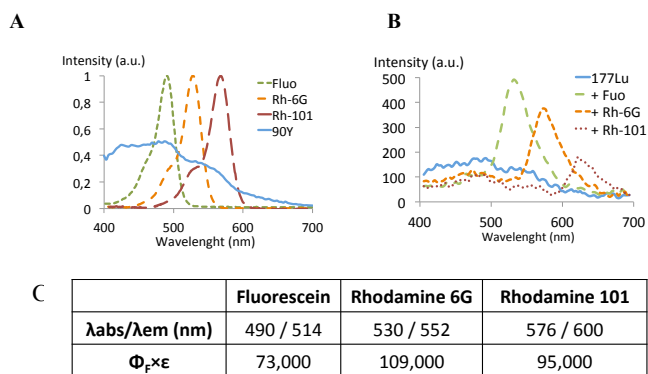 A
Intensity (a.u.)
1
0,8
0,6
0,4
0,2
0
400 500 600 700
Wavelenght (nm)
Fluo
Rh-6G
Rh-101
90Y
B
Intensity (a.u.)
500
400
300
200
100
0
400 500 600 700
Wavelenght (nm)
177Lu
+ Fuo
+ Rh-6G
+ Rh-101
C
Fluorescein Rhodamine 6G Rhodamine 101
λabs/λem (nm) 490 / 514 530 / 552 576 / 600
Φ_F×ε 73,000 109,000 95,000